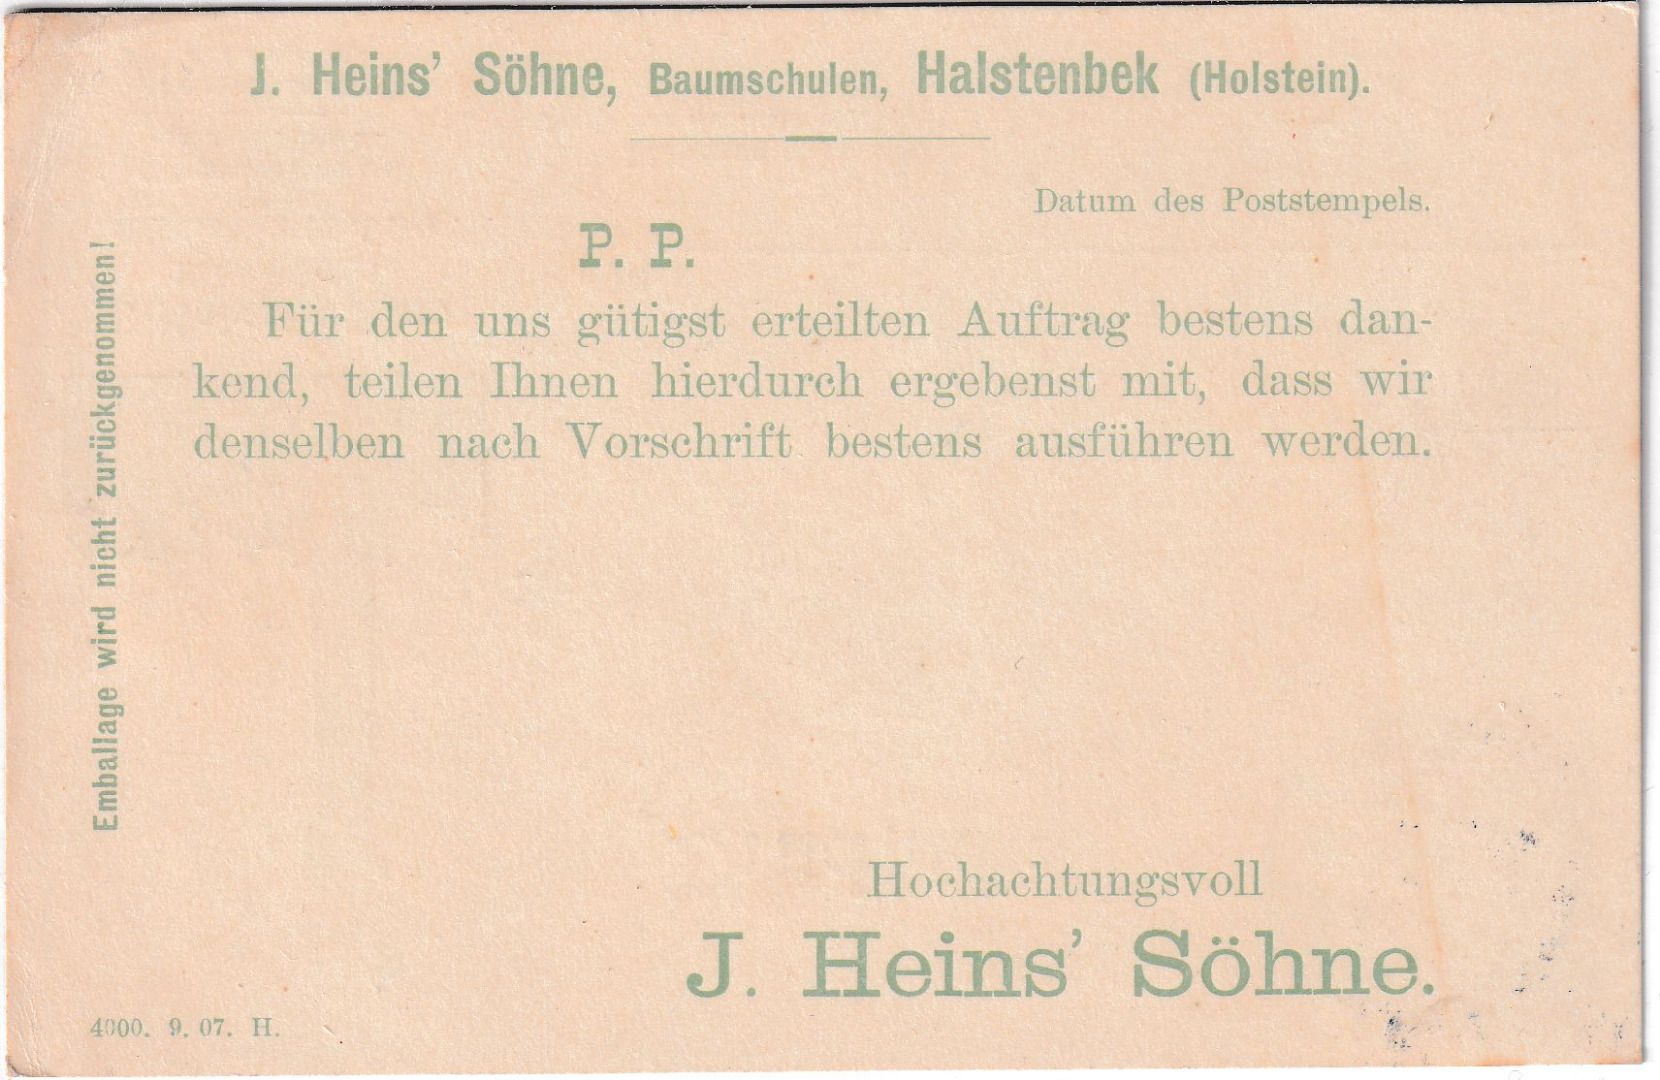 J. Heins' Söhne, Baumschulen, Halstenbek (Holstein).
Datum des Poststempels.
P. P.
Für den uns gütigst erteilten Auftrag bestens dan-
kend, teilen Ihnen hierdurch ergebenst mit, dass wir
denselben nach Vorschrift bestens ausführen werden.
Emballage wird nicht zurückgenommen!
Hochachtungsvoll
J. Heins' Söhne.
4000. 9. 07. H.